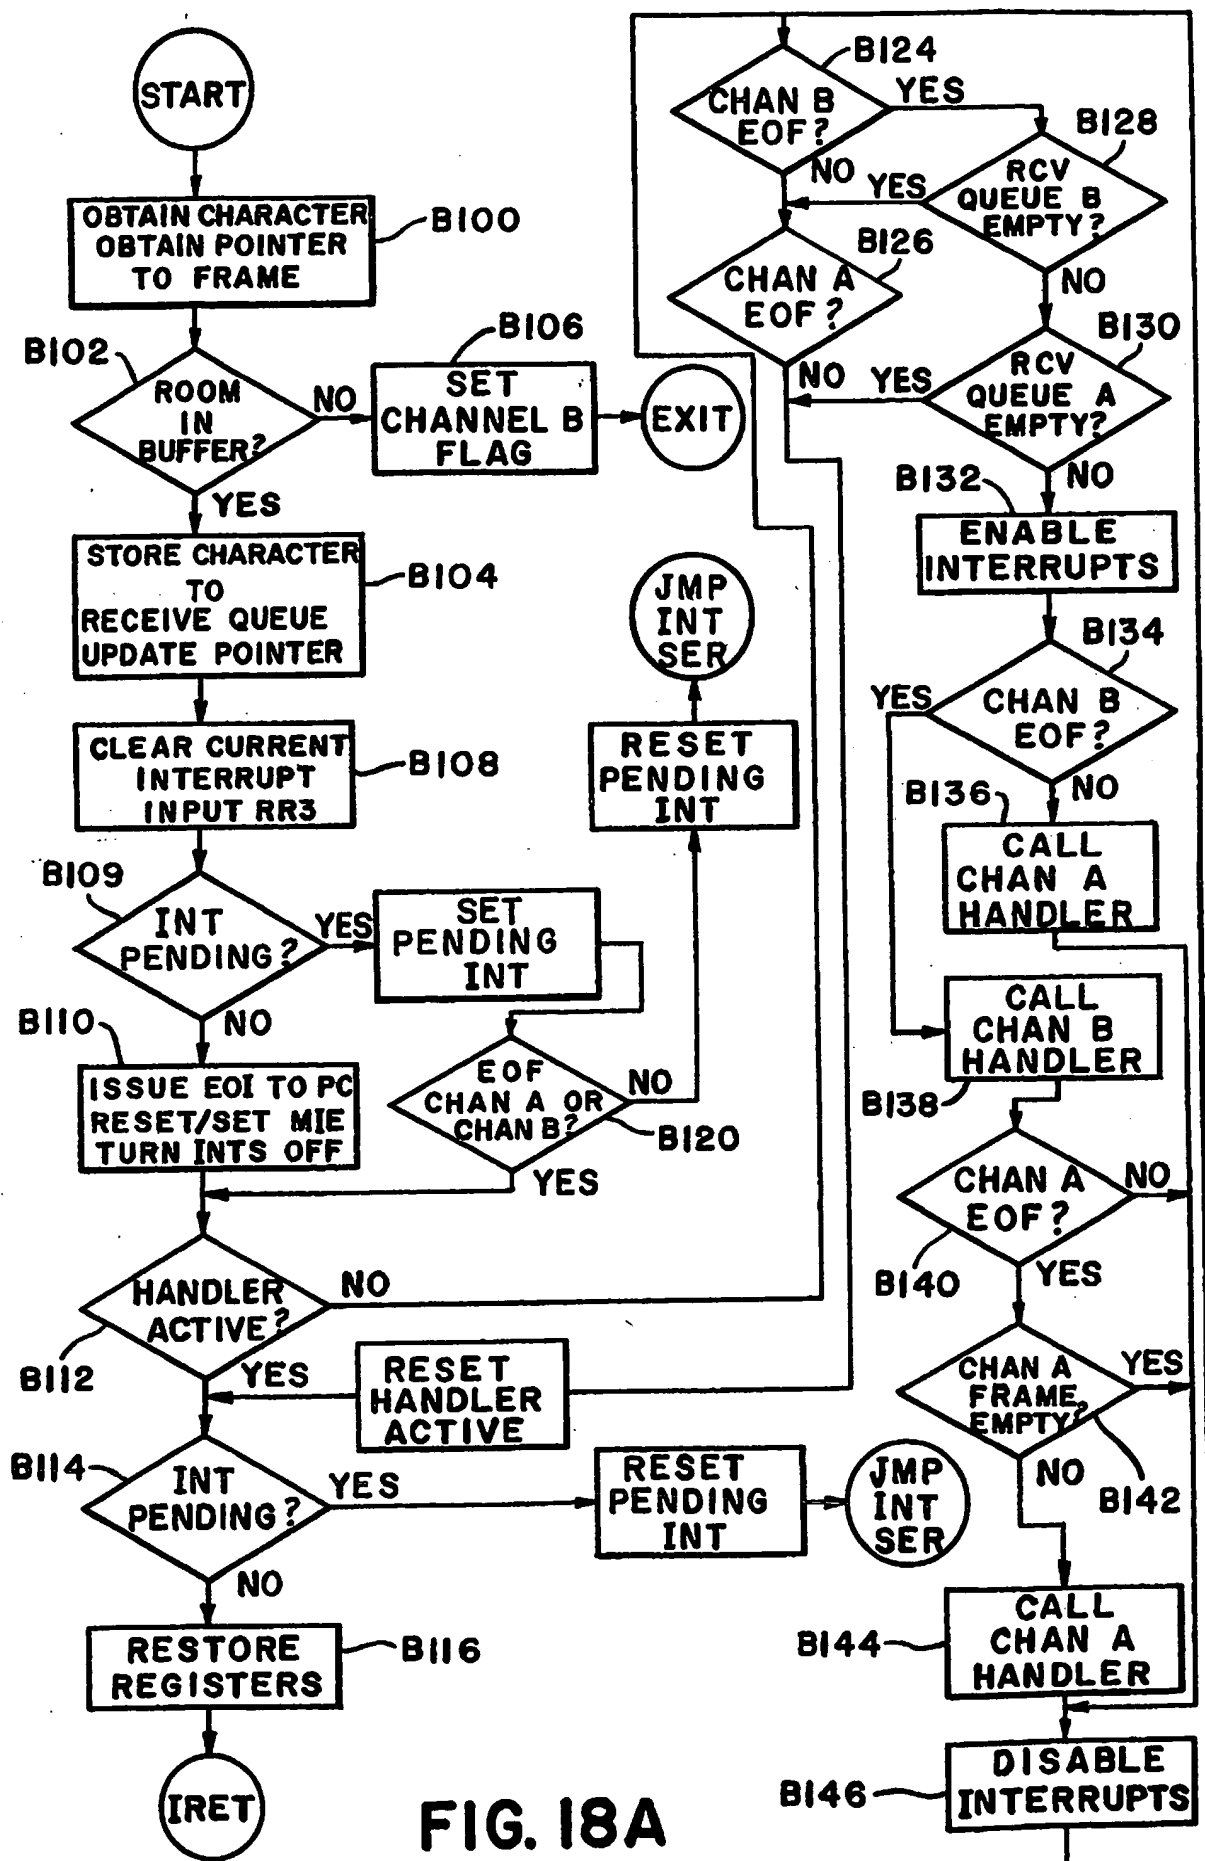 START
OBTAIN CHARACTER
OBTAIN POINTER
TO FRAME
B100
B102
ROOM
IN
BUFFER?
NO
YES
B106
SET
CHANNEL B
FLAG
EXIT
STORE CHARACTER
TO
RECEIVE QUEUE
UPDATE POINTER
B104
CLEAR CURRENT
INTERRUPT
INPUT RR3
B108
B109
INT
PENDING?
YES
NO
SET
PENDING
INT
B110
ISSUE EOI TO PC
RESET/SET MIE
TURN INTS OFF
EOF
CHAN A OR
CHAN B?
NO
B120
YES
RESET
PENDING
INT
JMP
INT
SER
HANDLER
ACTIVE?
NO
B112
YES
RESET
HANDLER
ACTIVE
B114
INT
PENDING?
YES
NO
RESET
PENDING
INT
JMP
INT
SER
RESTORE
REGISTERS
B116
IRET
B124
CHAN B
EOF?
YES
NO
B128
RCV
QUEUE B
EMPTY?
YES
NO
B126
CHAN A
EOF?
NO
B130
RCV
QUEUE A
EMPTY?
YES
NO
B132
ENABLE
INTERRUPTS
B134
CHAN B
EOF?
YES
NO
B136
CALL
CHAN A
HANDLER
CALL
CHAN B
HANDLER
B138
CHAN A
EOF?
NO
B140
YES
CHAN A
FRAME
EMPTY?
YES
NO
B142
CALL
CHAN A
HANDLER
B144
DISABLE
INTERRUPTS
B146
FIG. 18A